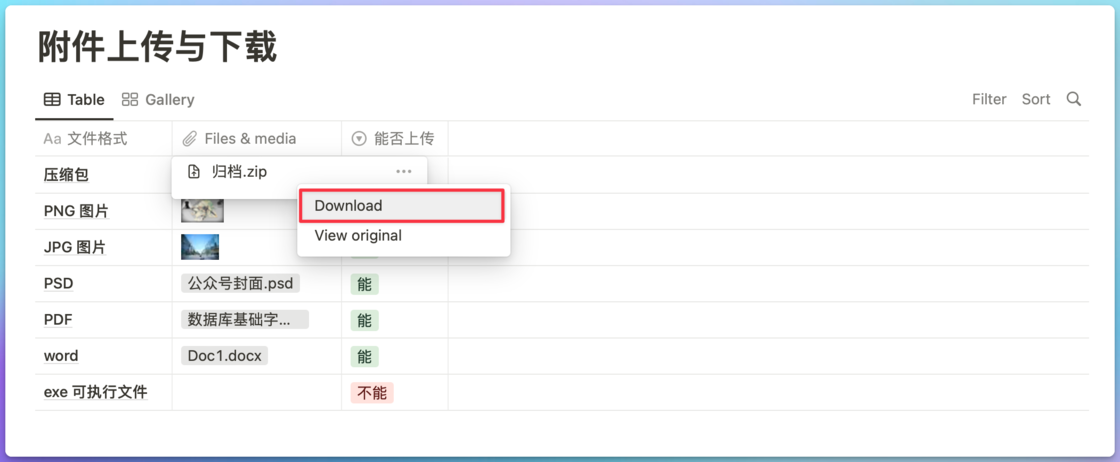 附件上传与下载
Table Gallery Filter Sort
Aa 文件格式 Files & media 能否上传
压缩包 归档.zip
Download
PNG 图片
View original
JPG 图片
PSD 公众号封面.psd 能
PDF 数据库基础字... 能
word Doc1.docx 能
exe 可执行文件 不能